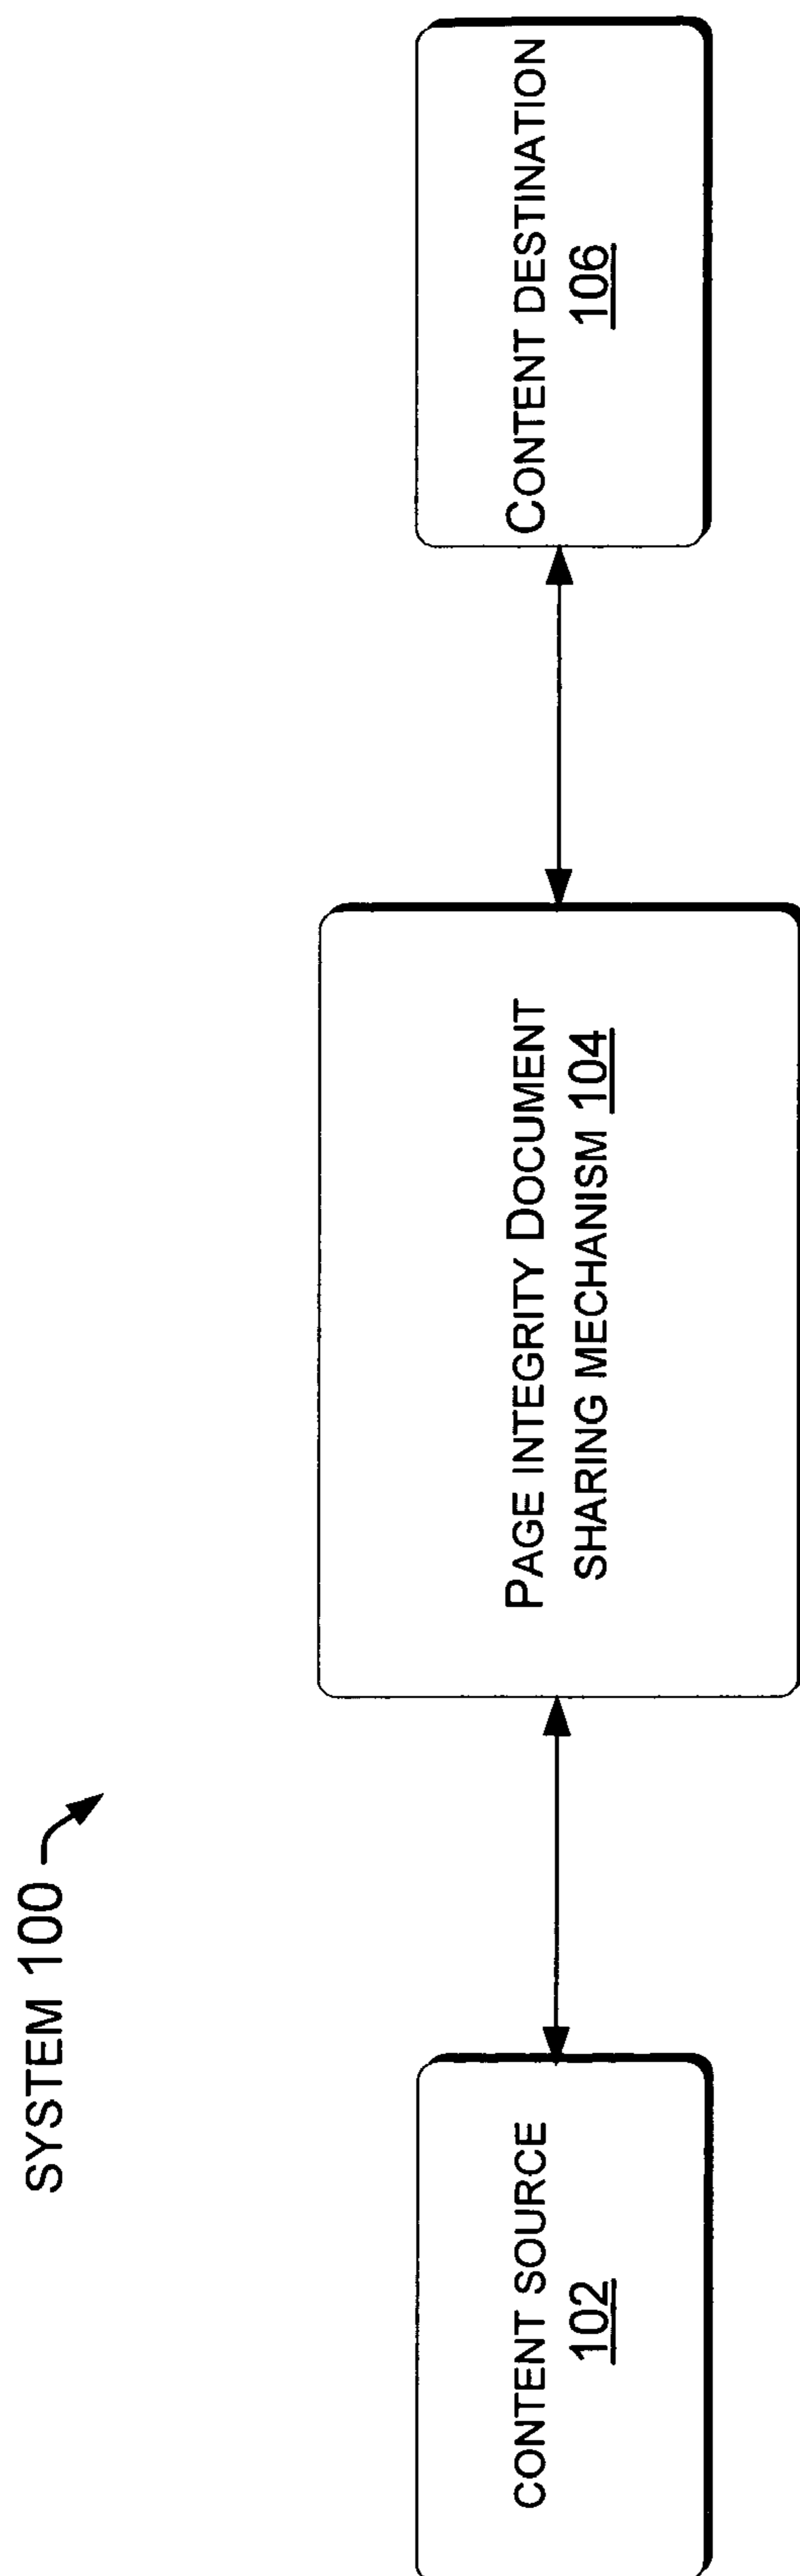 SYSTEM 100
CONTENT SOURCE
102
PAGE INTEGRITY DOCUMENT
SHARING MECHANISM 104
CONTENT DESTINATION
106